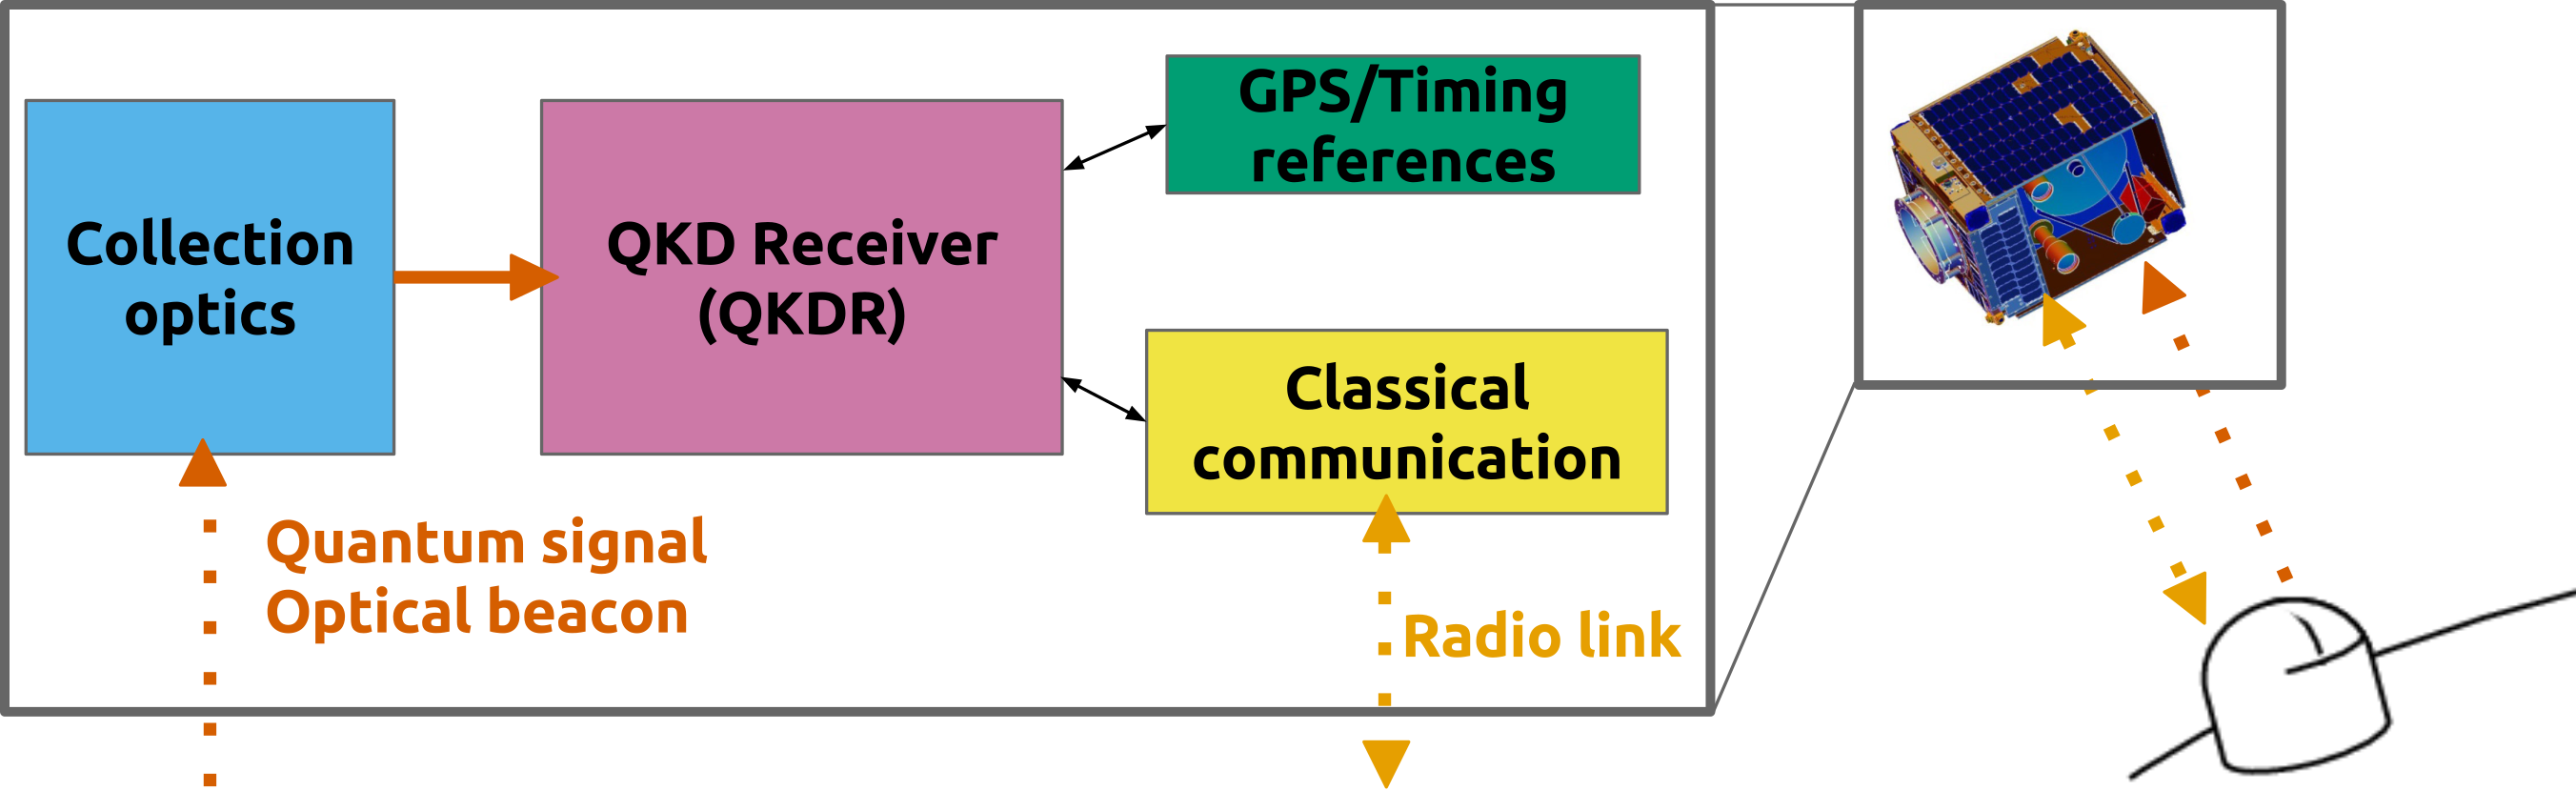 Collection
optics
QKD Receiver
(QKDR)
GPS/Timing
references
Classical
communication
Quantum signal
Optical beacon
Radio link